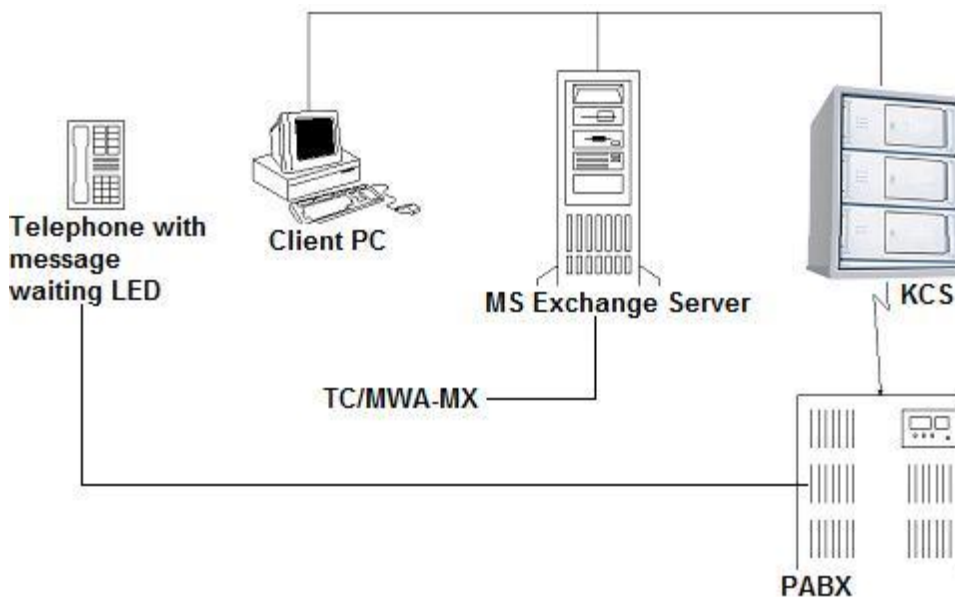 Telephone with
message
waiting LED
Client PC
MS Exchange Server
KCS
TC/MWA-MX
PABX